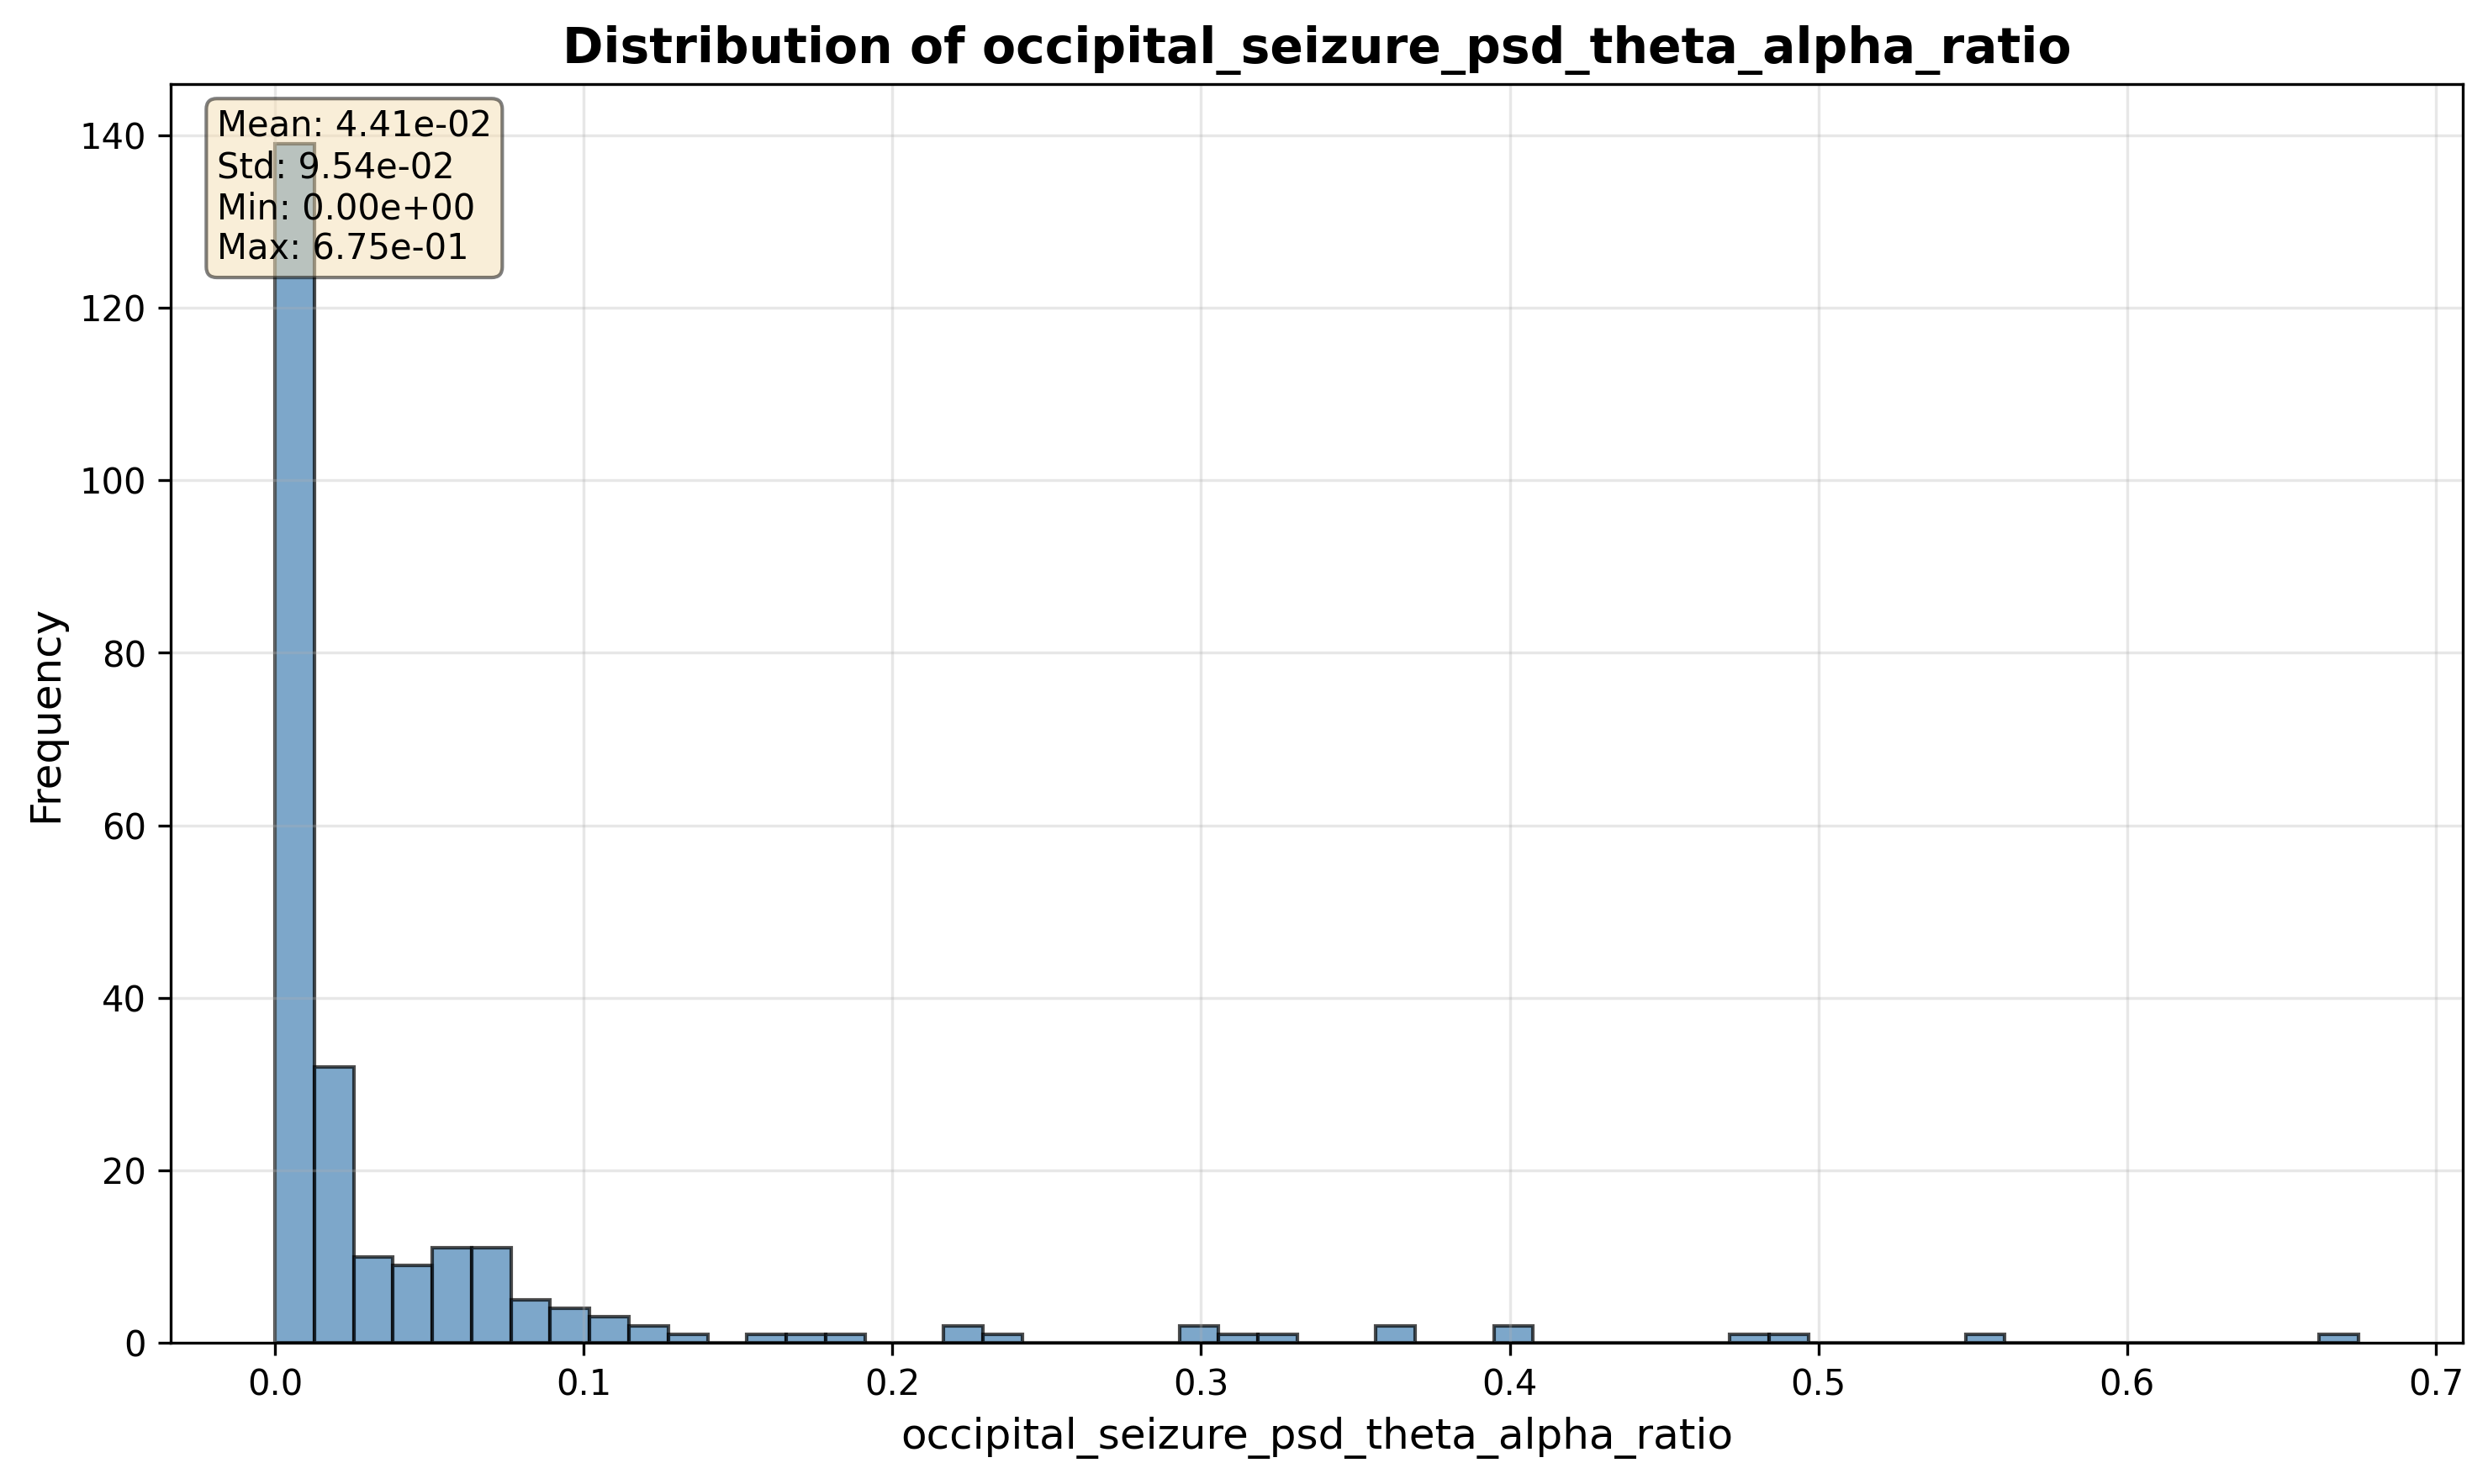 Distribution of occipital_seizure_psd_theta_alpha_ratio
Mean: 4.41e-02
Std: 9.54e-02
Min: 0.00e+00
Max: 6.75e-01
140
120
100
80
60
40
20
0
Frequency
0.0 0.1 0.2 0.3 0.4 0.5 0.6 0.7
occipital_seizure_psd_theta_alpha_ratio